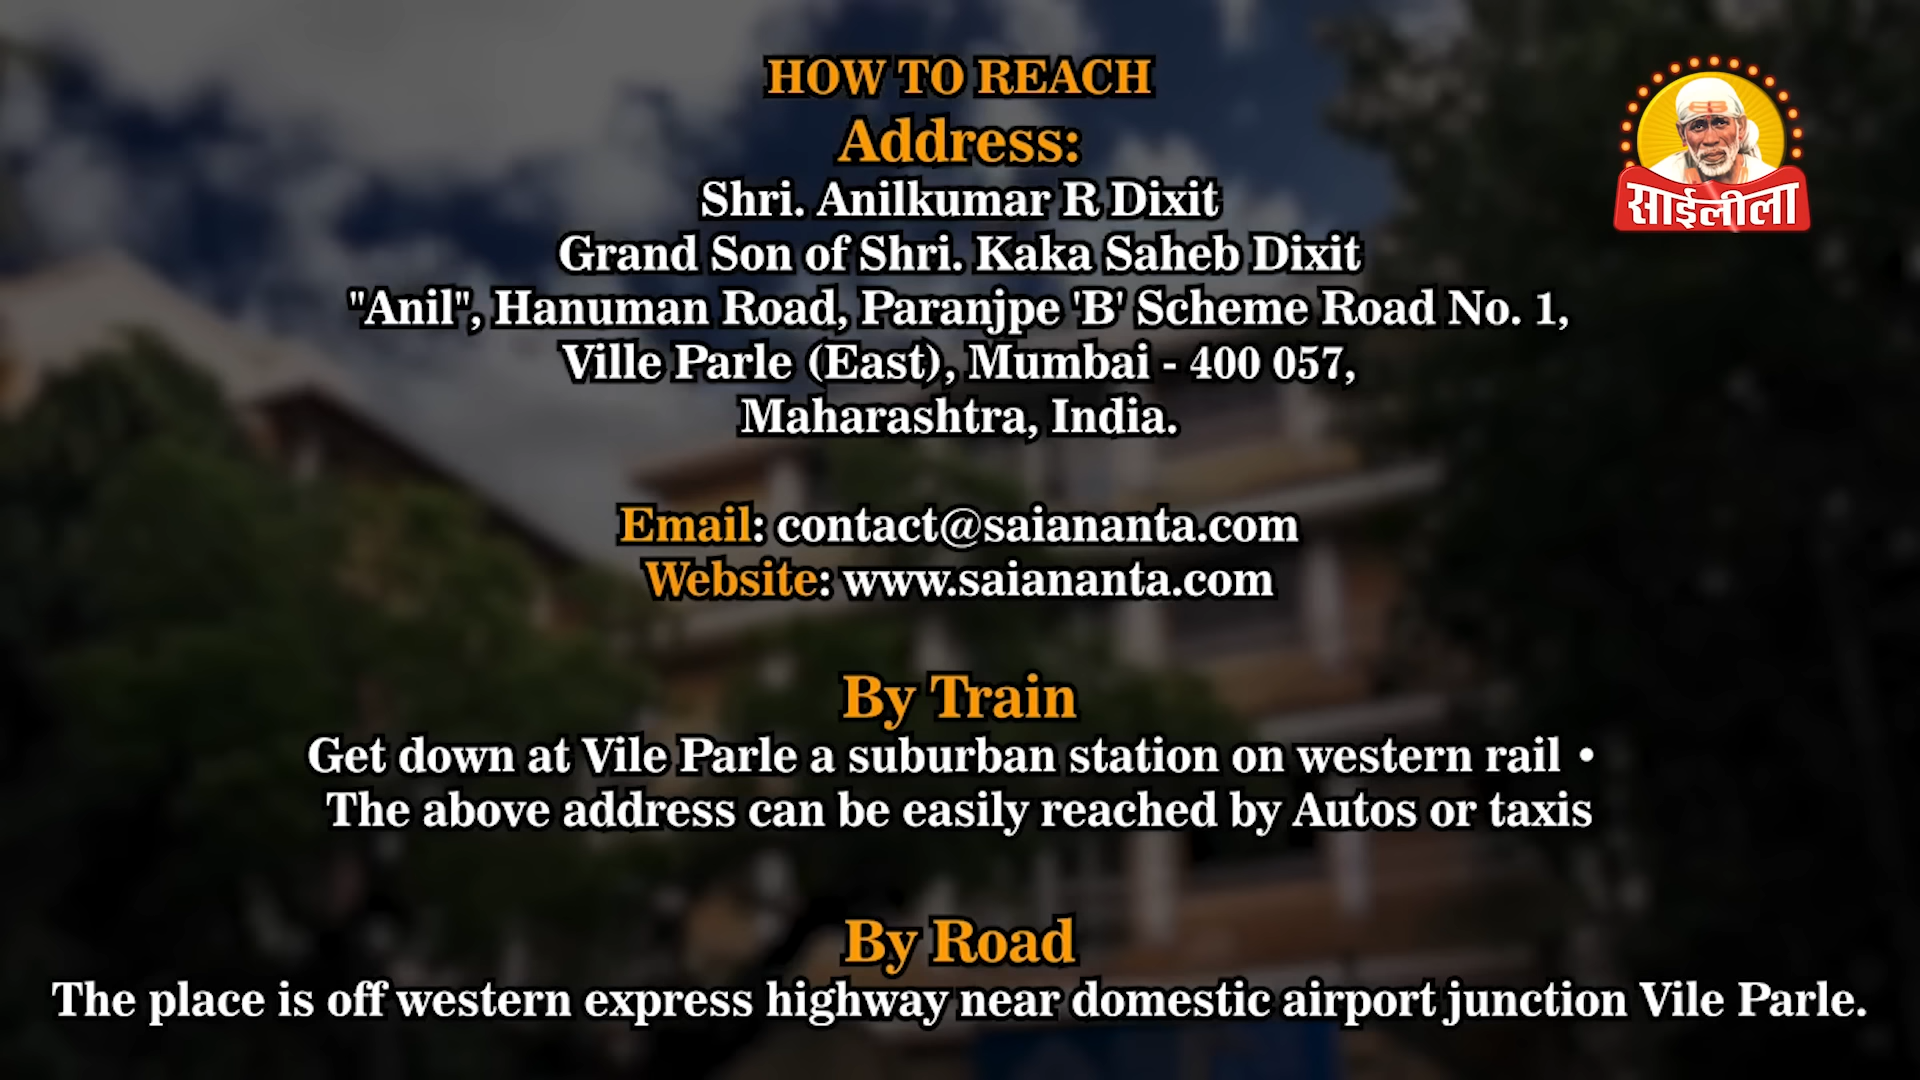 HOW TO REACH
Address:
Shri. Anilkumar R Dixit
Grand Son of Shri. Kaka Saheb Dixit
"Anil", Hanuman Road, Paranjpe 'B' Scheme Road No. 1,
Ville Parle (East), Mumbai - 400 057,
Maharashtra, India.
साईलीला
Email: contact@saiananta.com
Website: www.saiananta.com
By Train
Get down at Vile Parle a suburban station on western rail •
The above address can be easily reached by Autos or taxis
By Road
The place is off western express highway near domestic airport junction Vile Parle.